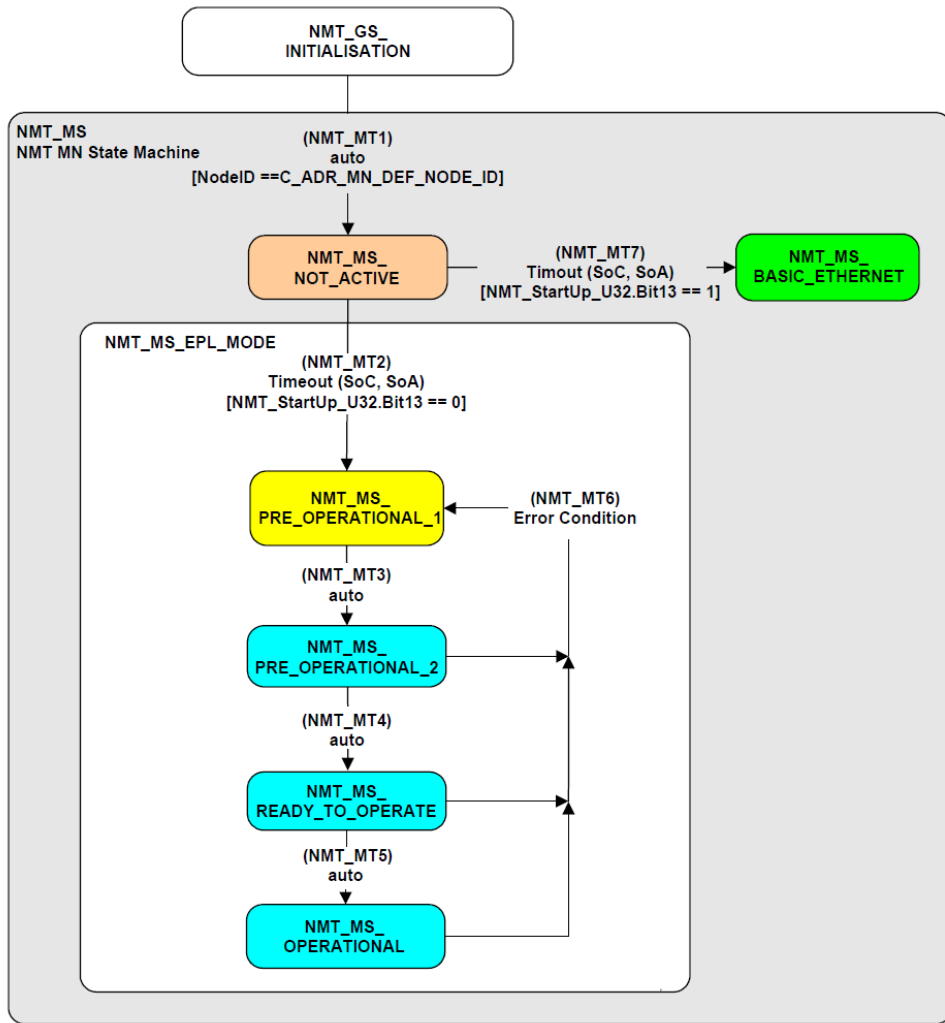 NMT_GS_
INITIALISATION
NMT_MS
NMT MN State Machine
(NMT_MT1)
auto
[NodeID ==C_ADR_MN_DEF_NODE_ID]
NMT_MS_
NOT_ACTIVE
(NMT_MT7)
Timeout (SoC, SoA)
[NMT_StartUp_U32.Bit13 == 1]
NMT_MS_
BASIC_ETHERNET
NMT_MS_EPL_MODE
(NMT_MT2)
Timeout (SoC, SoA)
[NMT_StartUp_U32.Bit13 == 0]
NMT_MS_
PRE_OPERATIONAL_1
(NMT_MT6)
Error Condition
(NMT_MT3)
auto
NMT_MS_
PRE_OPERATIONAL_2
(NMT_MT4)
auto
NMT_MS_
READY_TO_OPERATE
(NMT_MT5)
auto
NMT_MS_
OPERATIONAL